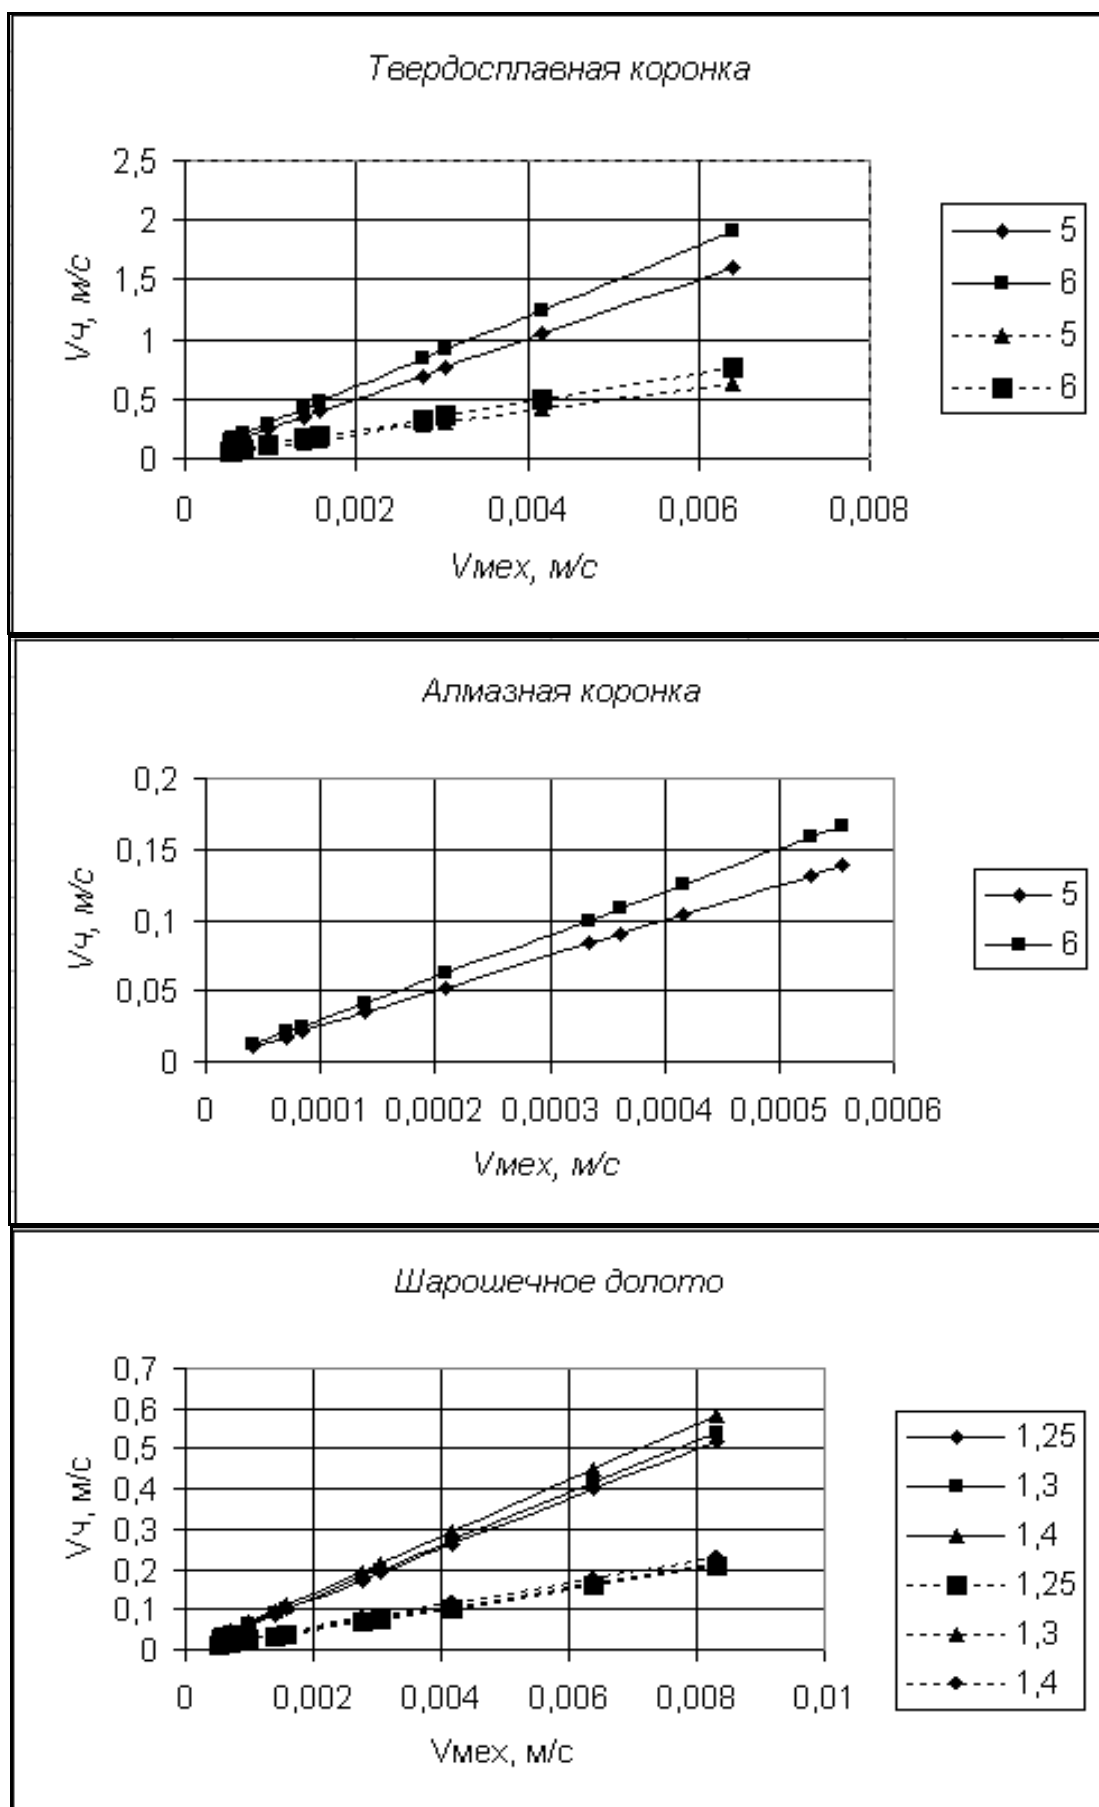 Твердосплавная коронка
2,5
2
1,5
1
0,5
0
Vч, м/с
0 0,002 0,004 0,006 0,008
Vмех, м/с
5
6
5
6
Алмазная коронка
0,2
0,15
0,1
0,05
0
Vч, м/с
0 0,0001 0,0002 0,0003 0,0004 0,0005 0,0006
Vмех, м/с
5
6
Шарошечное долото
0,7
0,6
0,5
0,4
0,3
0,2
0,1
0
Vч, м/с
0 0,002 0,004 0,006 0,008 0,01
Vмех, м/с
1,25
1,3
1,4
1,25
1,3
1,4